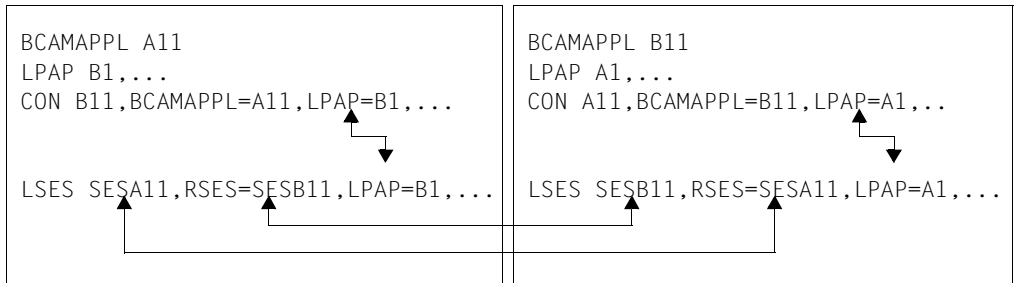 BCAMAPPL A11
LPAP B1,...
CON B11,BCAMAPPL=A11,LPAP=B1,...
LSES SESA11,RSES=SESB11,LPAP=B1,...
BCAMAPPL B11
LPAP A1,...
CON A11,BCAMAPPL=B11,LPAP=A1,..
LSES SESB11,RSES=SESA11,LPAP=A1,...